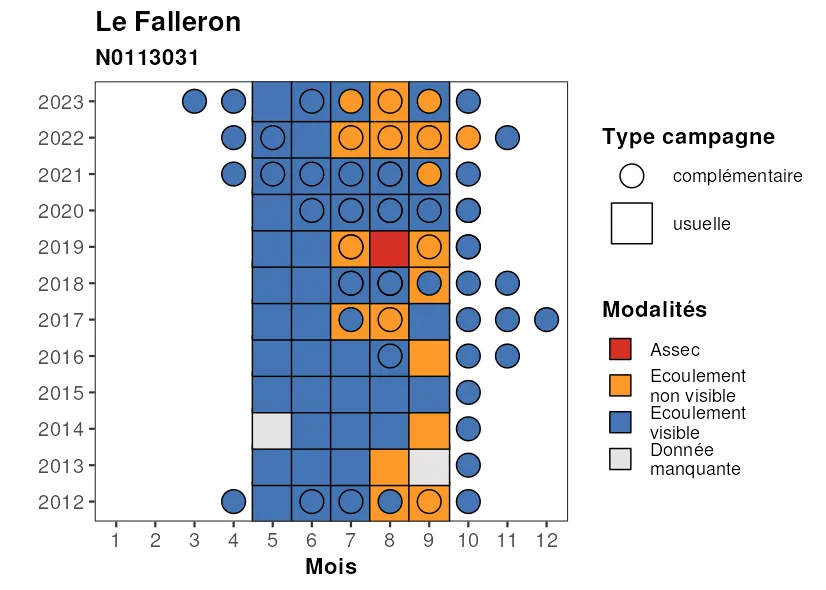 Le Falleron
N0113031
2023
2022
2021
2020
2019
2018
2017
2016
2015
2014
2013
2012
1 2 3 4 5 6 7 8 9 10 11 12
Mois
Type campagne
complémentaire
usuelle
Modalités
Assec
Ecoulement
non visible
Ecoulement
visible
Donnée
manquante